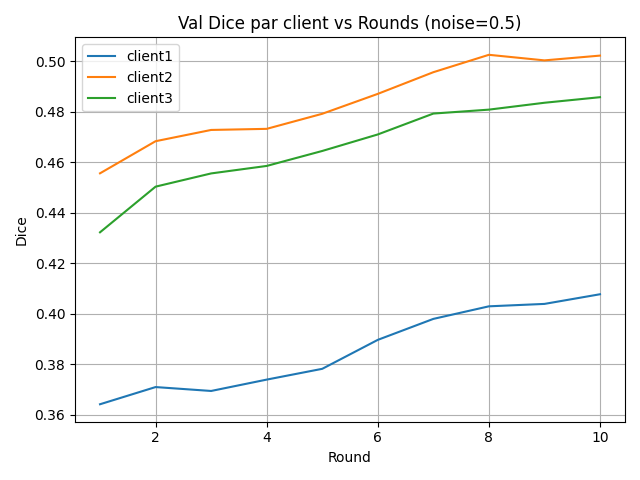 Val Dice par client vs Rounds (noise=0.5)
client1
client2
client3
Dice
0.50
0.48
0.46
0.44
0.42
0.40
0.38
0.36
2 4 6 8 10
Round